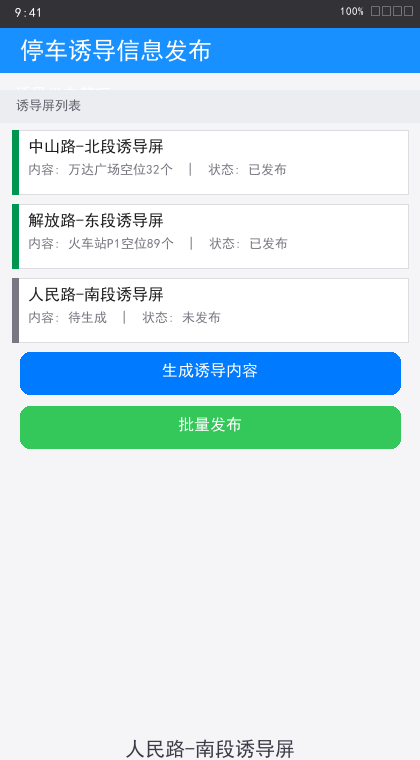 9:41
100%
停车诱导信息发布
诱导屏列表
中山路-北段诱导屏
内容: 万达广场空位32个 | 状态: 已发布
解放路-东段诱导屏
内容: 火车站P1空位89个 | 状态: 已发布
人民路-南段诱导屏
内容: 待生成 | 状态: 未发布
生成诱导内容
批量发布
人民路-南段诱导屏